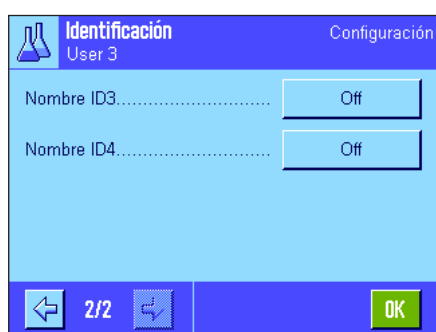 Identificación
Configuración
User 3
Nombre ID3........................... Off
Nombre ID4........................... Off
2/2
OK